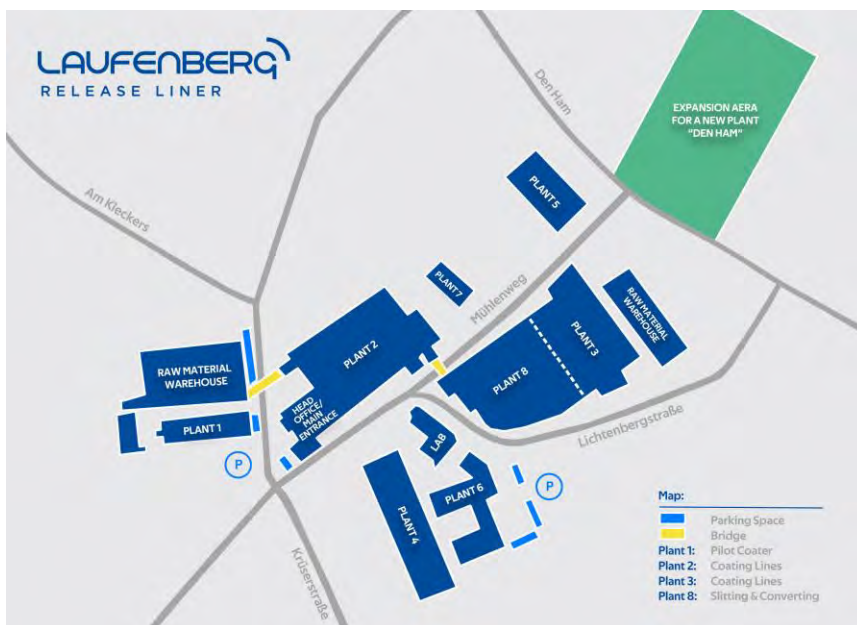 LAUFENBERG
RELEASE LINER
Den Ham
EXPANSION AERA
FOR A NEW PLANT
"DEN HAM"
Am Kleckers
PLANT 5
PLANT 7
Mühlenweg
RAW MATERIAL
WAREHOUSE
PLANT 3
PLANT 2
PLANT 8
RAW MATERIAL
WAREHOUSE
HEAD
OFFICE/
MAIN
ENTRANCE
PLANT 1
Lichtenbergstraße
LAB
P
PLANT 6
P
PLANT 4
Krüserstraße
Map:
Parking Space
Bridge
Plant 1: Pilot Coater
Plant 2: Coating Lines
Plant 3: Coating Lines
Plant 8: Slitting & Converting